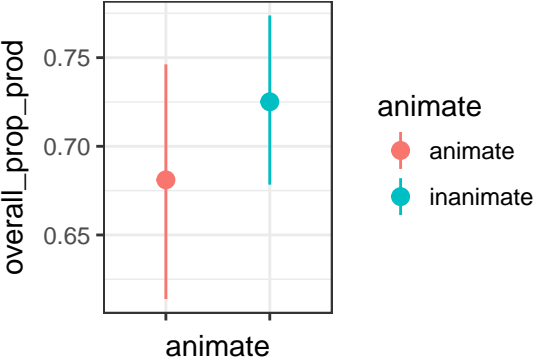 overall_prop_prod
0.75
0.70
0.65
animate
animate
animate
inanimate